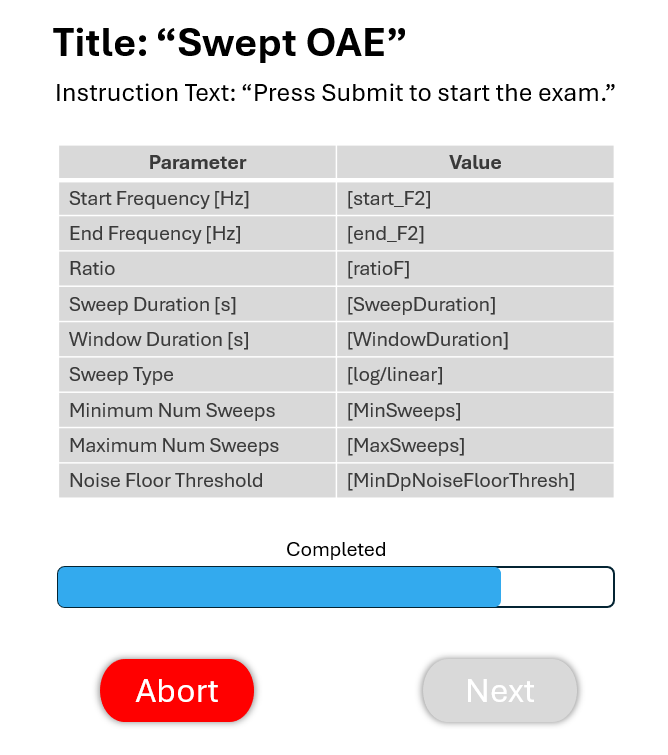 Title: “Swept OAE”
Instruction Text: “Press Submit to start the exam.”
Parameter Value
Start Frequency [Hz] [start_F2]
End Frequency [Hz] [end_F2]
Ratio [ratioF]
Sweep Duration [s] [SweepDuration]
Window Duration [s] [WindowDuration]
Sweep Type [log/linear]
Minimum Num Sweeps [MinSweeps]
Maximum Num Sweeps [MaxSweeps]
Noise Floor Threshold [MinDpNoiseFloorThresh]
Completed
Abort Next